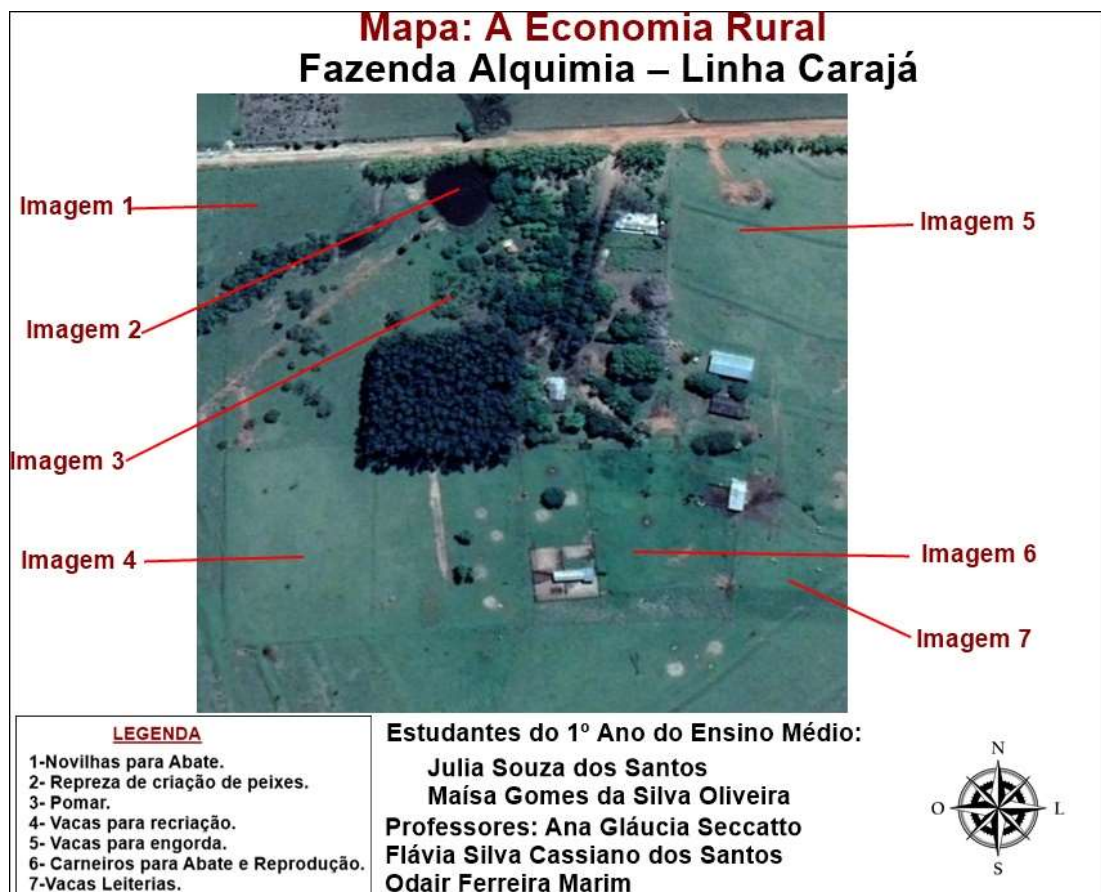 Mapa: A Economia Rural
Fazenda Alquimia – Linha Carajá
Imagem 1
Imagem 5
Imagem 2
Imagem 3
Imagem 4
Imagem 6
Imagem 7
LEGENDA
1-Novilhas para Abate.
2- Repreza de criação de peixes.
3- Pomar.
4- Vacas para recriação.
5- Vacas para engorda.
6- Carneiros para Abate e Reprodução.
7-Vacas Leiterias.
Estudantes do 1º Ano do Ensino Médio:
Julia Souza dos Santos
Maísa Gomes da Silva Oliveira
Professores: Ana Gláucia Seccatto
Flávia Silva Cassiano dos Santos
Odair Ferreira Marim
N
O
L
S